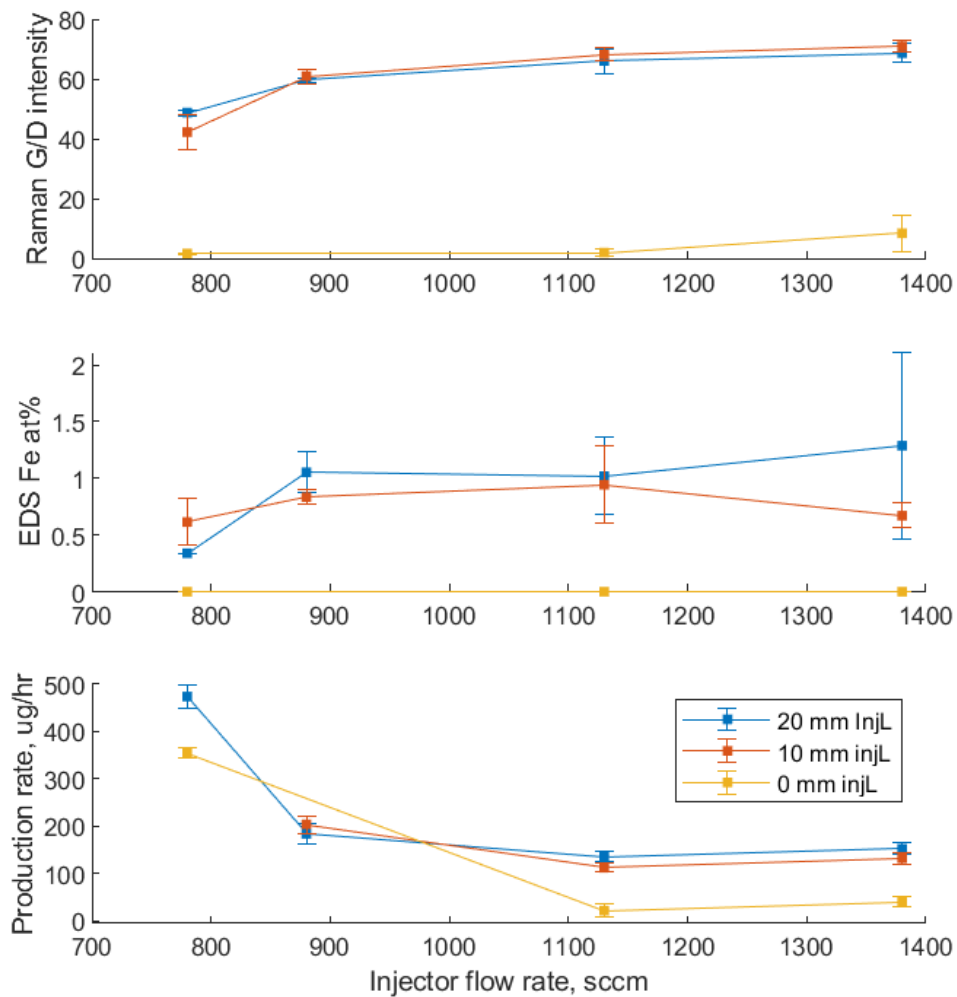 80
60
40
20
0
Raman G/D intensity
700 800 900 1000 1100 1200 1300 1400
2
1.5
1
0.5
0
EDS Fe at%
700 800 900 1000 1100 1200 1300 1400
500
400
300
200
100
0
Production rate, ug/hr
20 mm InjL
10 mm injL
0 mm injL
700 800 900 1000 1100 1200 1300 1400
Injector flow rate, sccm